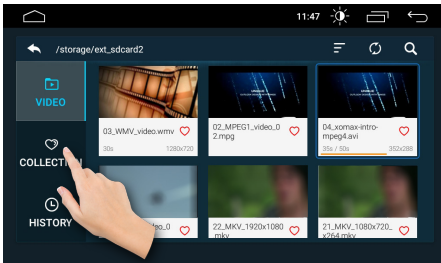 11:47
/storage/ext_sdcard2
VIDEO
COLLECTION
HISTORY
03_WMV_video.wmv
30s 1280x720
02_MPEG1_video_0
2.mpg
04_xomax-intro-
mpeg4.avi
35s / 50s 352x288
deo_0
22_MKV_1920x1080
.mkv
21_MKV_1080x720_
x264.mkv